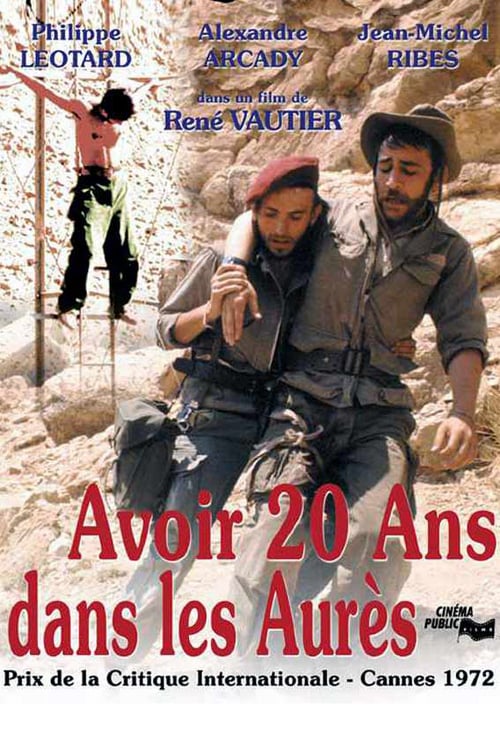 Philippe Alexandre Jean-Michel
LEOTARD ARCADY RIBES
dans un film de
René VAUTIER
Avoir 20 Ans
dans les Aurès
CINÉMA
PUBLIC
Prix de la Critique Internationale - Cannes 1972